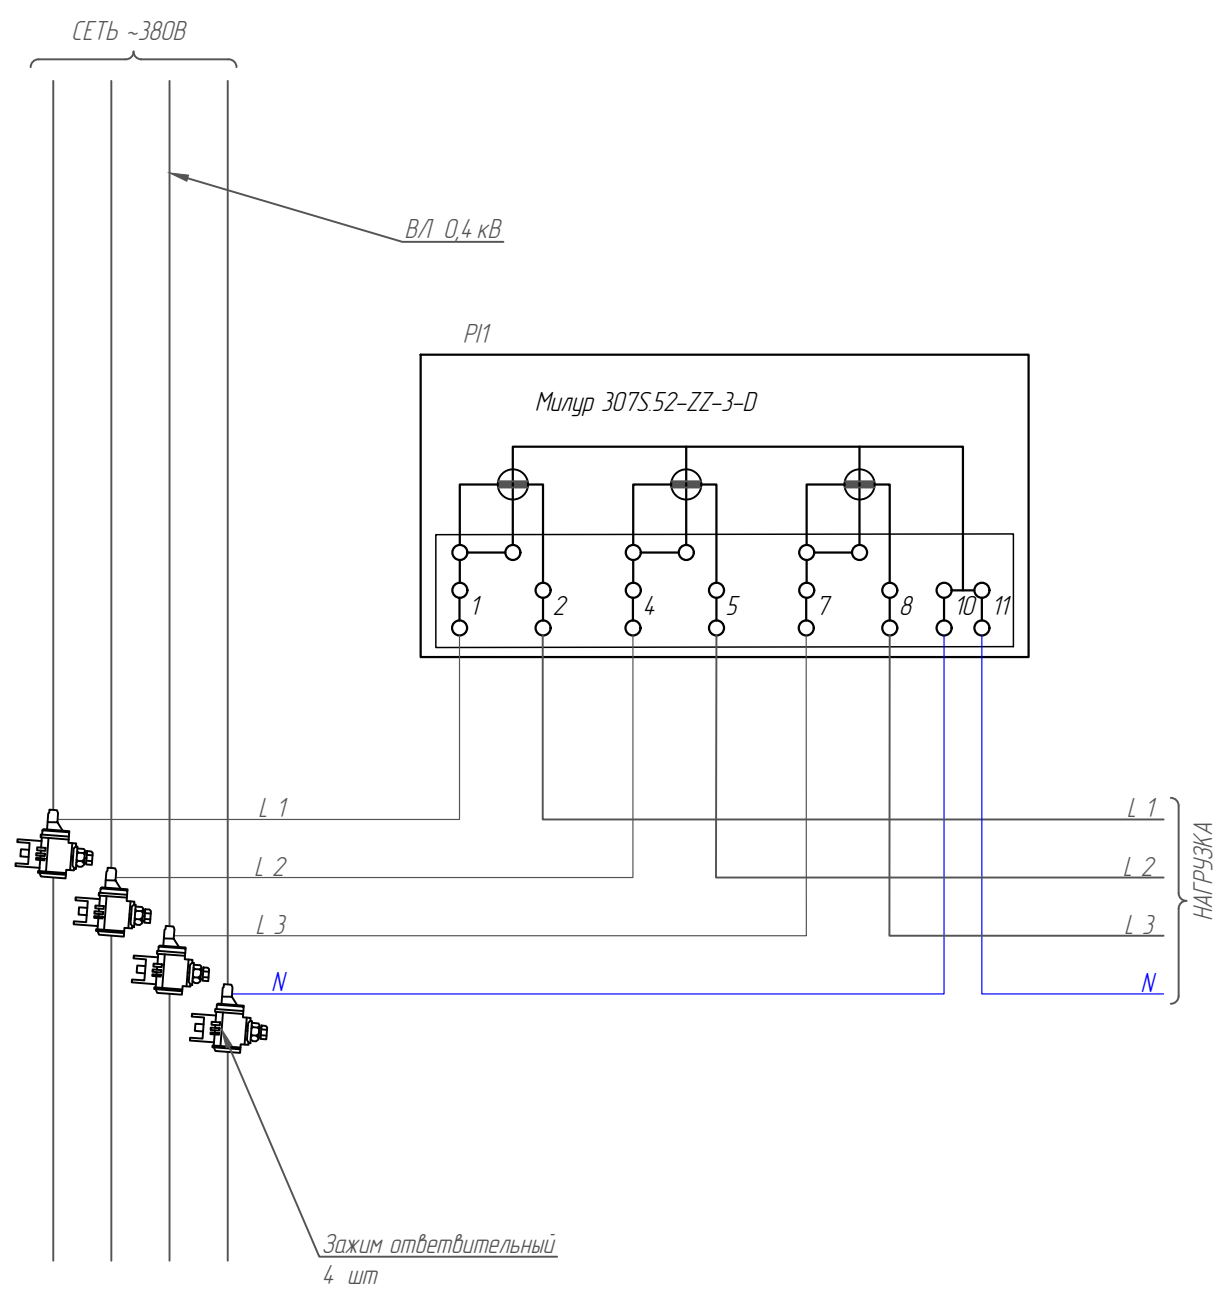 СЕТЬ ~380В
ВЛ 0,4 кВ
PI1
Милур 307S.52-ZZ-3-D
1 2 4 5 7 8 10 11
L 1 L 1
L 2 L 2
L 3 L 3
N N
НАГРУЗКА
Зажим ответвительный
4 шт